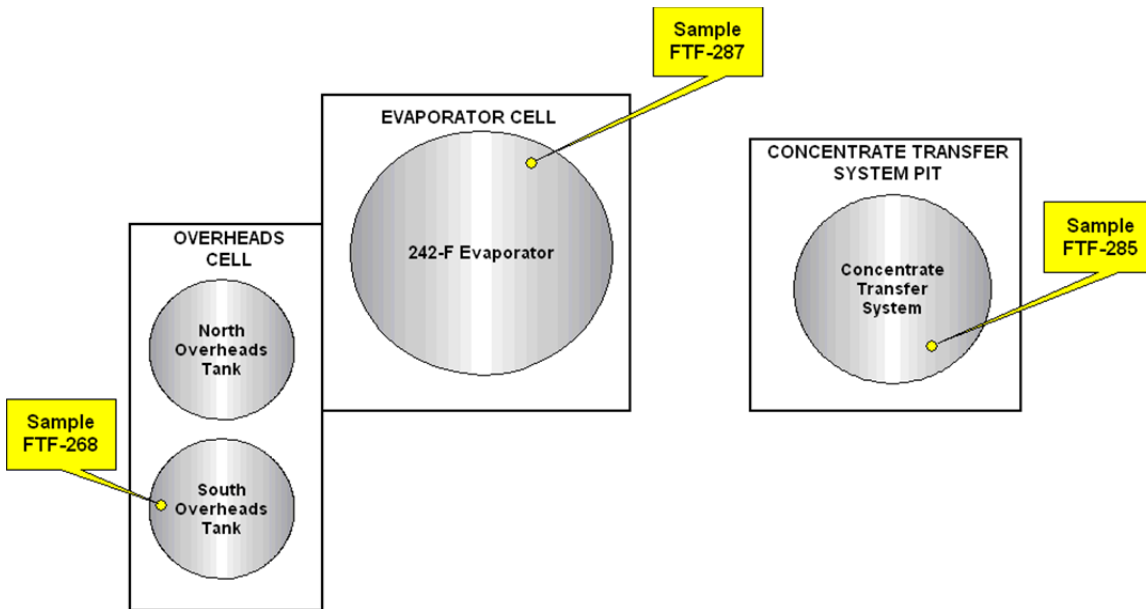 Sample
FTF-287
EVAPORATOR CELL
242-F Evaporator
CONCENTRATE TRANSFER
SYSTEM PIT
Concentrate
Transfer
System
Sample
FTF-285
OVERHEADS
CELL
North
Overheads
Tank
South
Overheads
Tank
Sample
FTF-268